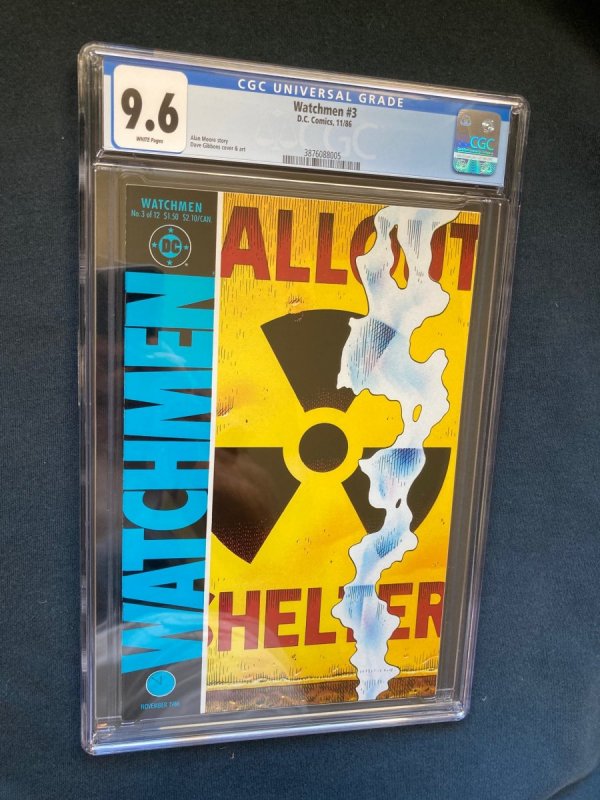 CGC UNIVERSAL GRADE
9.6
WHITE Pages
Watchmen #3
D.C. Comics, 11/86
Alan Moore story
Dave Gibbons cover & art
3876088005
CGC
WATCHMEN
No. 3 of 12 $1.50 $2.10/CAN
DC
WATCHMEN
NOVEMBER 1986
ALLOUT
SHELTER